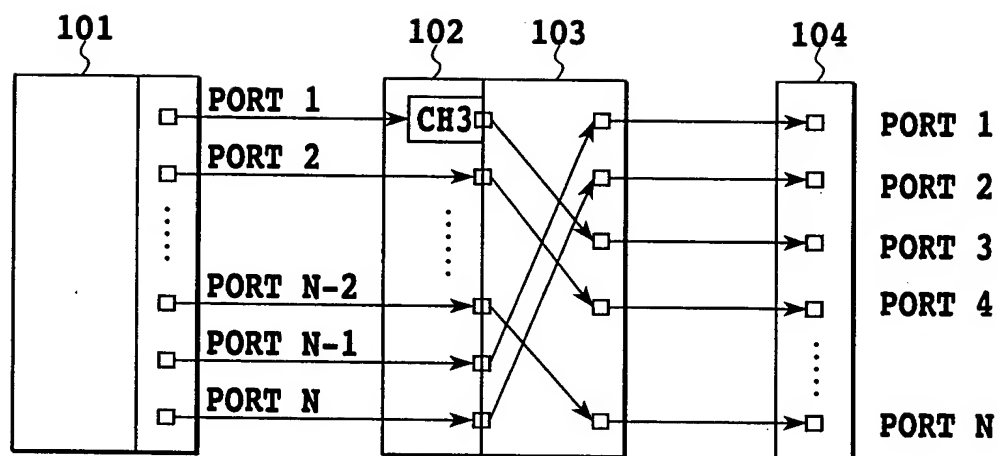 101
102
103
104
PORT 1
CH3
PORT 1
PORT 2
PORT 2
PORT 3
PORT N-2
PORT 4
PORT N-1
PORT N
PORT N